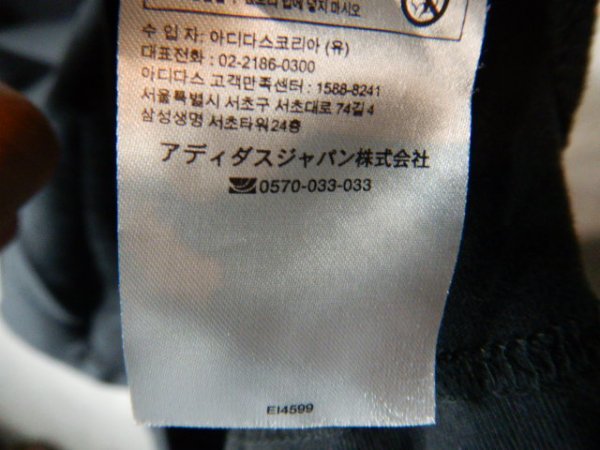 수 입 자: 아디다스코리아 (유)
대표전화 : 02-2186-0300
아디다스 고객만족센터 : 1588-8241
서울특별시 서초구 서초대로 74길 4
삼성생명 서초타워 24층
アディダスジャパン株式会社
0570-033-033
EI4599